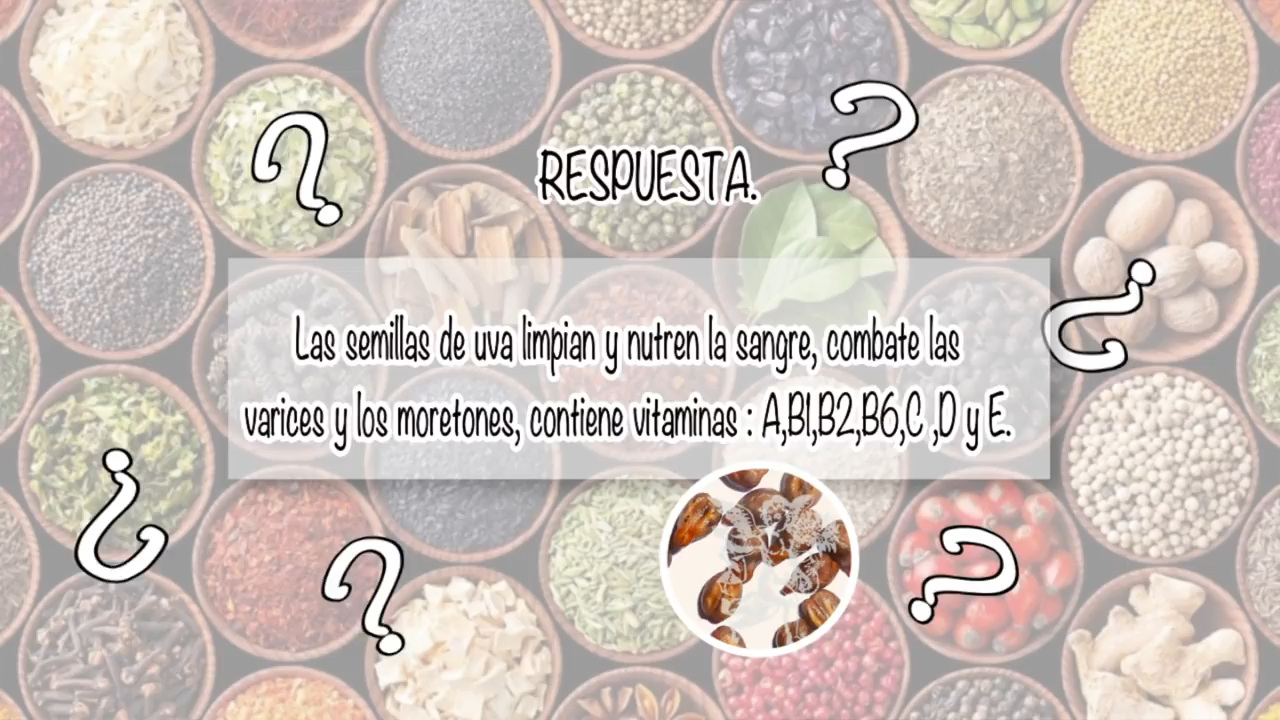 RESPUESTA.
Las semillas de uva limpian y nutren la sangre, combate las
varices y los moretones, contiene vitaminas : A,B1,B2,B6,C ,D y E.